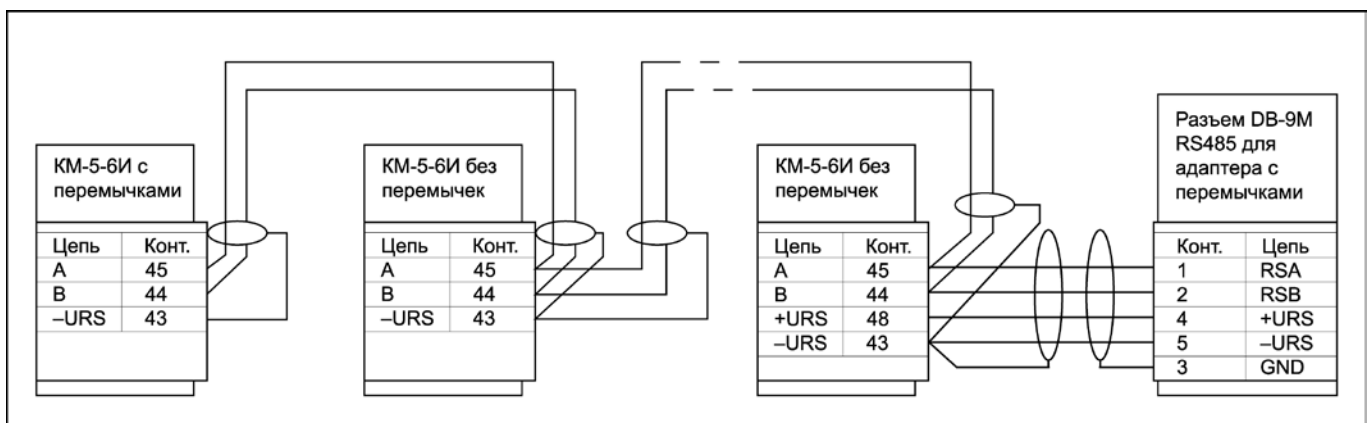 КМ-5-6И с
перемычками
Цепь Конт.
A 45
B 44
–URS 43
КМ-5-6И без
перемычек
Цепь Конт.
A 45
B 44
–URS 43
КМ-5-6И без
перемычек
Цепь Конт.
A 45
B 44
+URS 48
–URS 43
Разъем DB-9M
RS485 для
адаптера с
перемычками
Конт. Цепь
1 RSA
2 RSB
4 +URS
5 –URS
3 GND